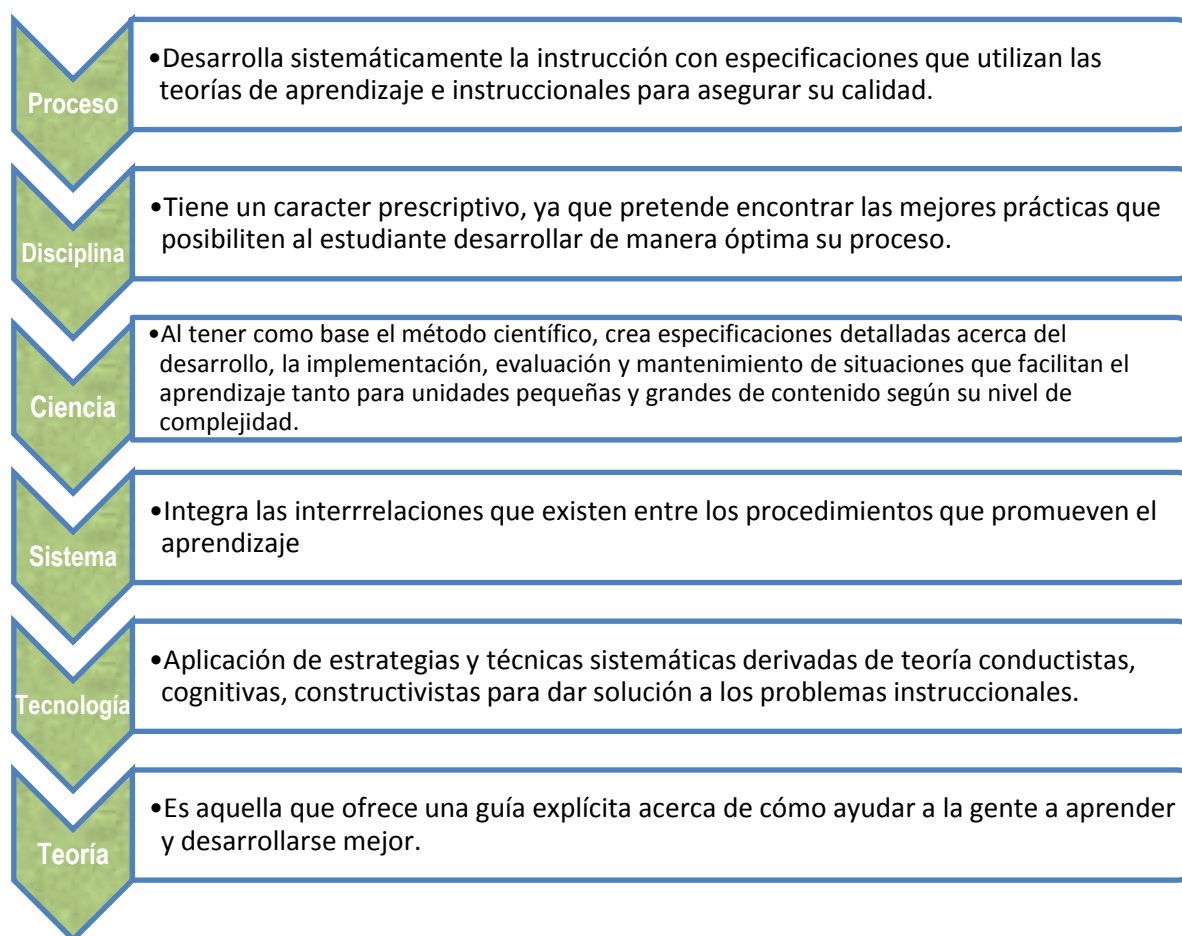 Proceso
•Desarrolla sistemáticamente la instrucción con especificaciones que utilizan las
teorías de aprendizaje e instruccionales para asegurar su calidad.
Disciplina
•Tiene un caracter prescriptivo, ya que pretende encontrar las mejores prácticas que
posibiliten al estudiante desarrollar de manera óptima su proceso.
Ciencia
•Al tener como base el método científico, crea especificaciones detalladas acerca del
desarrollo, la implementación, evaluación y mantenimiento de situaciones que facilitan el
aprendizaje tanto para unidades pequeñas y grandes de contenido según su nivel de
complejidad.
Sistema
•Integra las interrrelaciones que existen entre los procedimientos que promueven el
aprendizaje
Tecnología
•Aplicación de estrategias y técnicas sistemáticas derivadas de teoría conductistas,
cognitivas, constructivistas para dar solución a los problemas instruccionales.
Teoría
•Es aquella que ofrece una guía explícita acerca de cómo ayudar a la gente a aprender
y desarrollarse mejor.